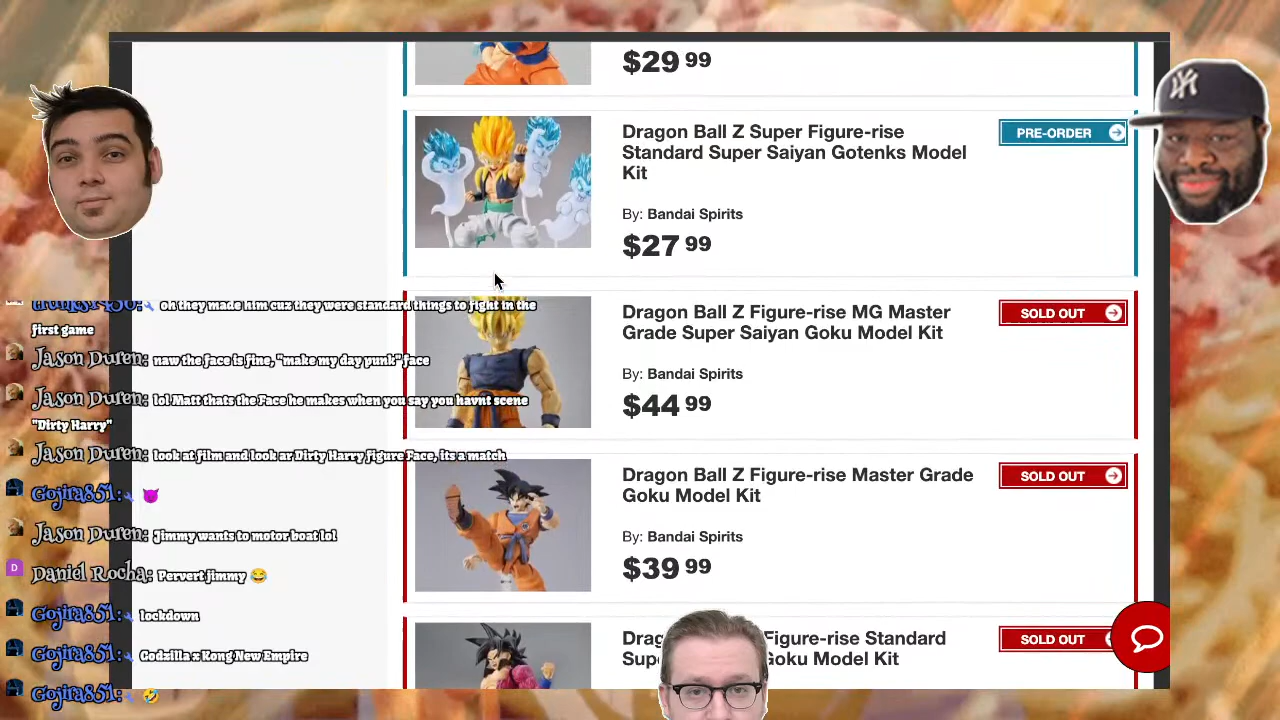 $29 99
Dragon Ball Z Super Figure-rise
Standard Super Saiyan Gotenks Model
Kit
PRE-ORDER
By: Bandai Spirits
$27 99
Dragon Ball Z Figure-rise MG Master
Grade Super Saiyan Goku Model Kit
SOLD OUT
By: Bandai Spirits
$44 99
Dragon Ball Z Figure-rise Master Grade
Goku Model Kit
SOLD OUT
By: Bandai Spirits
$39 99
Figure-rise Standard
Goku Model Kit
SOLD OUT
oh they made him cuz they were standard things to fight in the
first game
Jason Duren: naw the face is fine, "make my day punk" face
Jason Duren: lol Matt thats the Face he makes when you say you havnt scene
"Dirty Harry"
Jason Duren: look at film and look ar Dirty Harry figure Face, its a match
Gojira851: 😈
Jason Duren: Jimmy wants to motor boat lol
D
Daniel Rocha: Pervert jimmy 😂
Gojira851: lockdown
Gojira851: Godzilla x Kong New Empire
Gojira851: 🤣